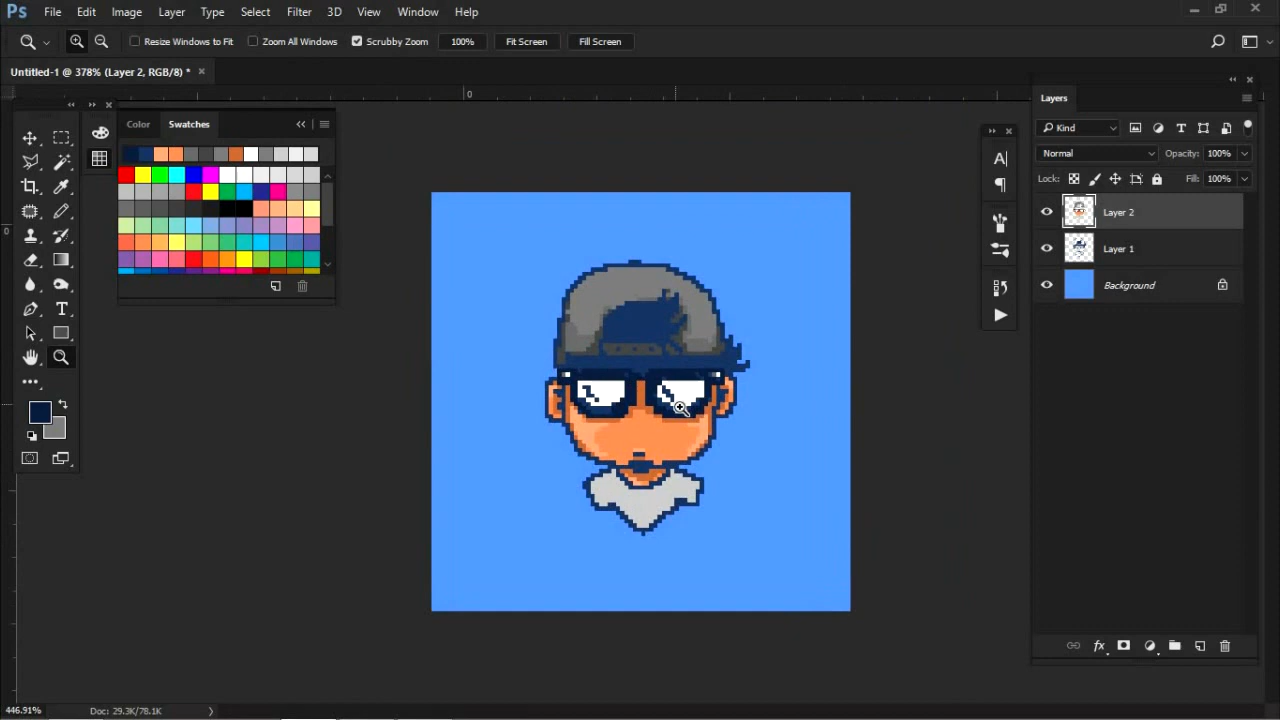 Ps File Edit Image Layer Type Select Filter 3D View Window Help
Resize Windows to Fit Zoom All Windows Scrubby Zoom 100% Fit Screen Fill Screen
Untitled-1 @ 378% (Layer 2, RGB/8) * ×
0
Layers
Color Swatches
Kind
Normal Opacity: 100%
Lock: Fill: 100%
Layer 2
Layer 1
Background
0
446.91% Doc: 29.3K/78.1K